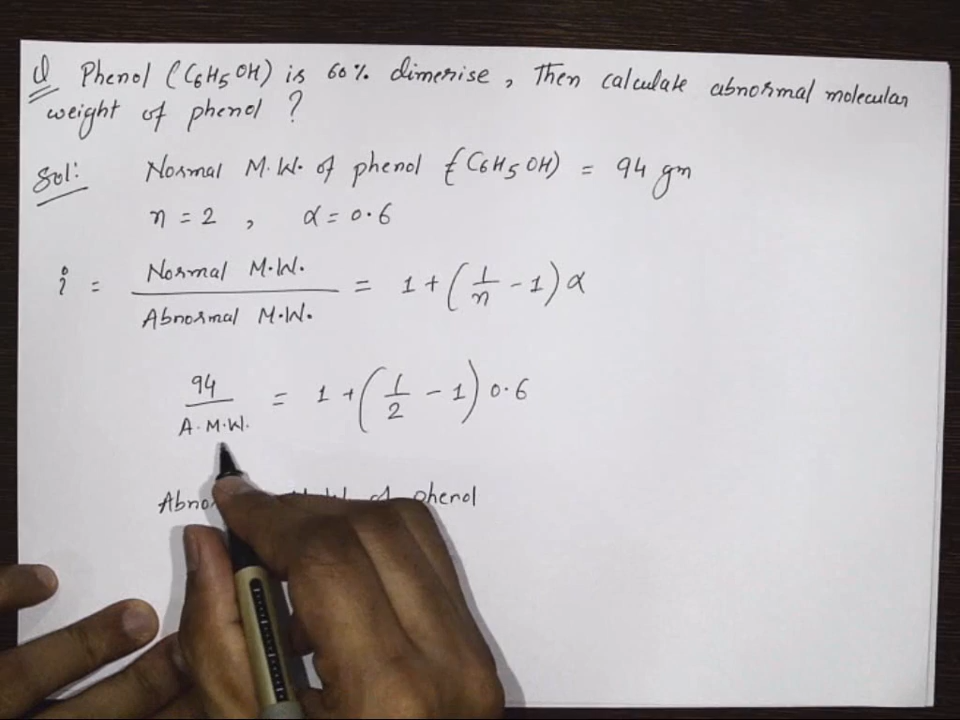 Q Phenol (C6H5OH) is 60% dimerise, Then calculate abnormal molecular
weight of phenol ?
Sol: Normal M.W. of phenol (C6H5OH) = 94 gm
n = 2 , α = 0.6
i = Normal M.W. / Abnormal M.W. = 1 + (1/n - 1) α
94 / A.M.W. = 1 + (1/2 - 1) 0.6
of phenol